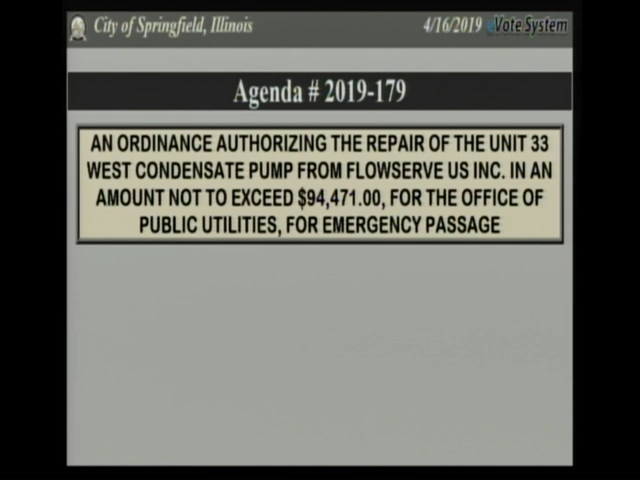 City of Springfield, Illinois 4/16/2019 eVote System
Agenda # 2019-179
AN ORDINANCE AUTHORIZING THE REPAIR OF THE UNIT 33
WEST CONDENSATE PUMP FROM FLOWSERVE US INC. IN AN
AMOUNT NOT TO EXCEED $94,471.00, FOR THE OFFICE OF
PUBLIC UTILITIES, FOR EMERGENCY PASSAGE